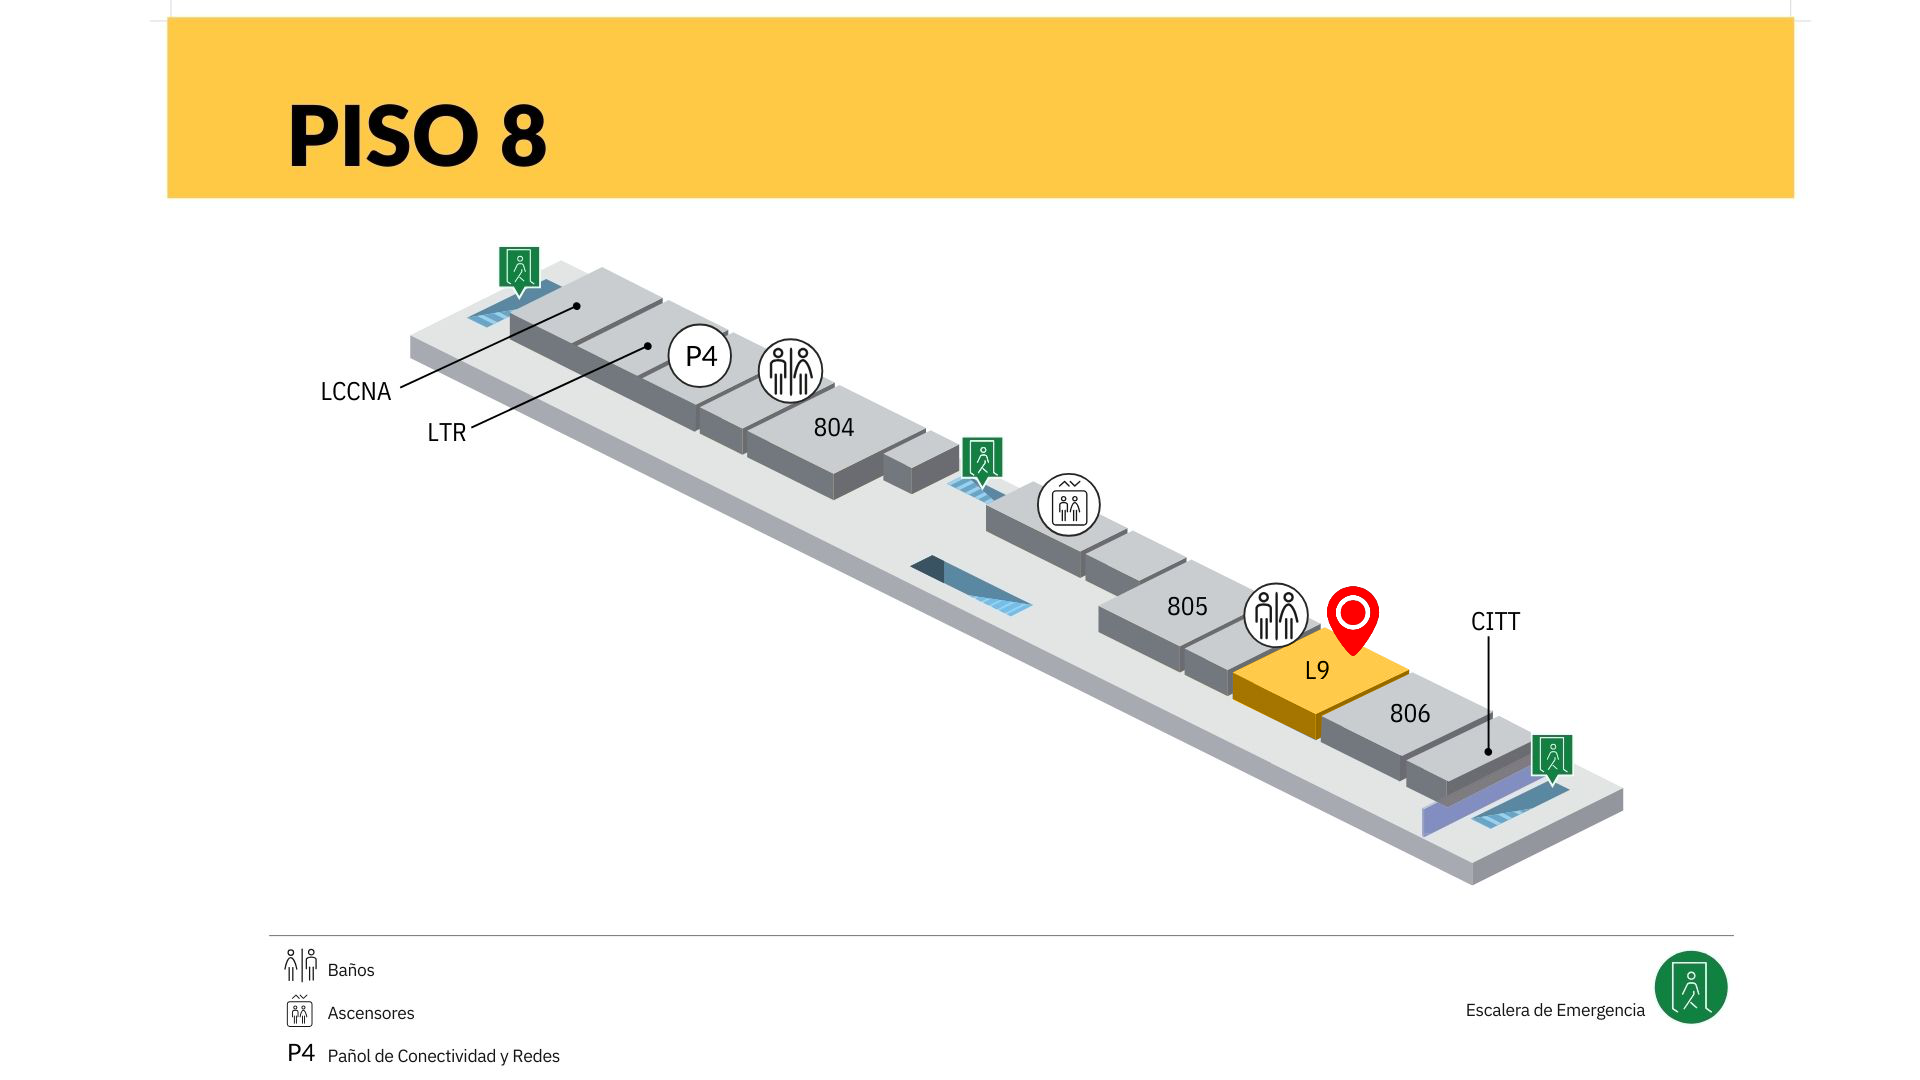 PISO 8
LCCNA
LTR
P4
804
805
L9
806
CITT
Baños
Ascensores
P4 Pañol de Conectividad y Redes
Escalera de Emergencia